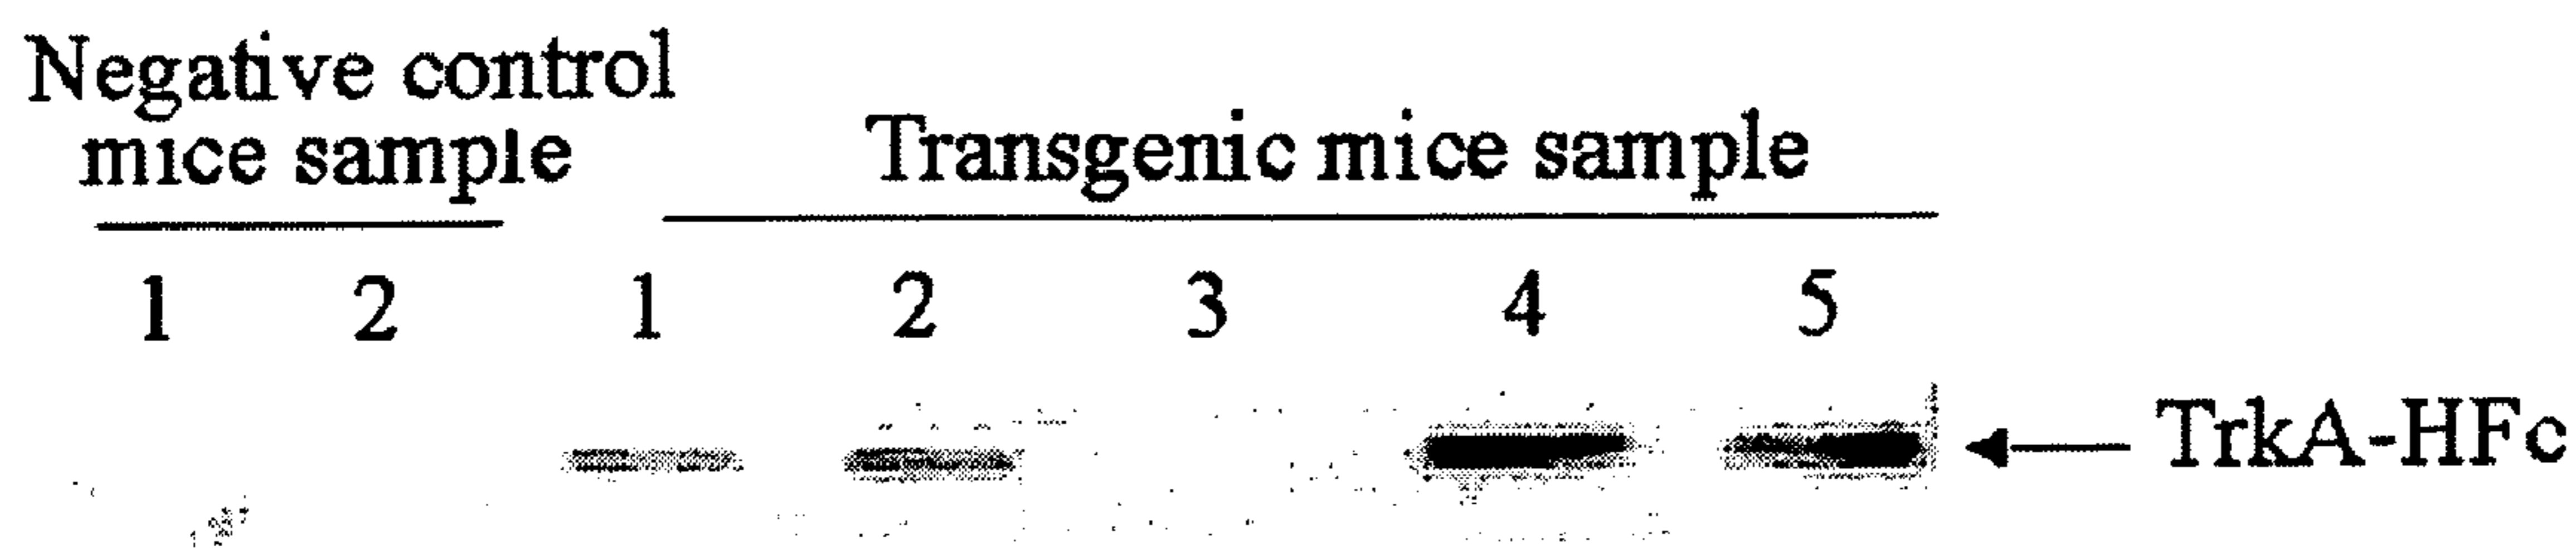 Negative control
mice sample
Transgenic mice sample
1 2 1 2 3 4 5
TrkA-HFc